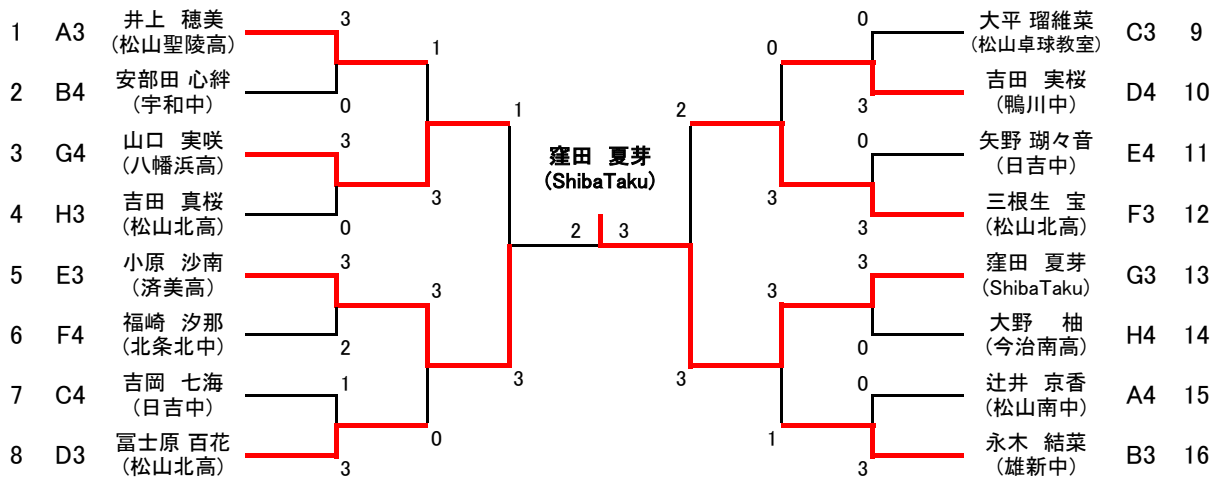 1 A3 井上 穂美
(松山聖陵高)
3
2 B4 安部田 心絆
(宇和中)
0
1
3 G4 山口 実咲
(八幡浜高)
3
4 H3 吉田 真桜
(松山北高)
0
3
1
5 E3 小原 沙南
(済美高)
3
6 F4 福崎 汐那
(北条北中)
2
3
7 C4 吉岡 七海
(日吉中)
1
8 D3 冨士原 百花
(松山北高)
3
0
3
窪田 夏芽
(ShibaTaku)
2 3
0
大平 瑠維菜 C3 9
(松山卓球教室)
0
3
吉田 実桜 D4 10
(鴨川中)
2
0
矢野 瑚々音 E4 11
(日吉中)
3
3
三根生 宝 F3 12
(松山北高)
3
窪田 夏芽 G3 13
(ShibaTaku)
3
0
大野 柚 H4 14
(今治南高)
3
0
辻井 京香 A4 15
(松山南中)
1
3
永木 結菜 B3 16
(雄新中)